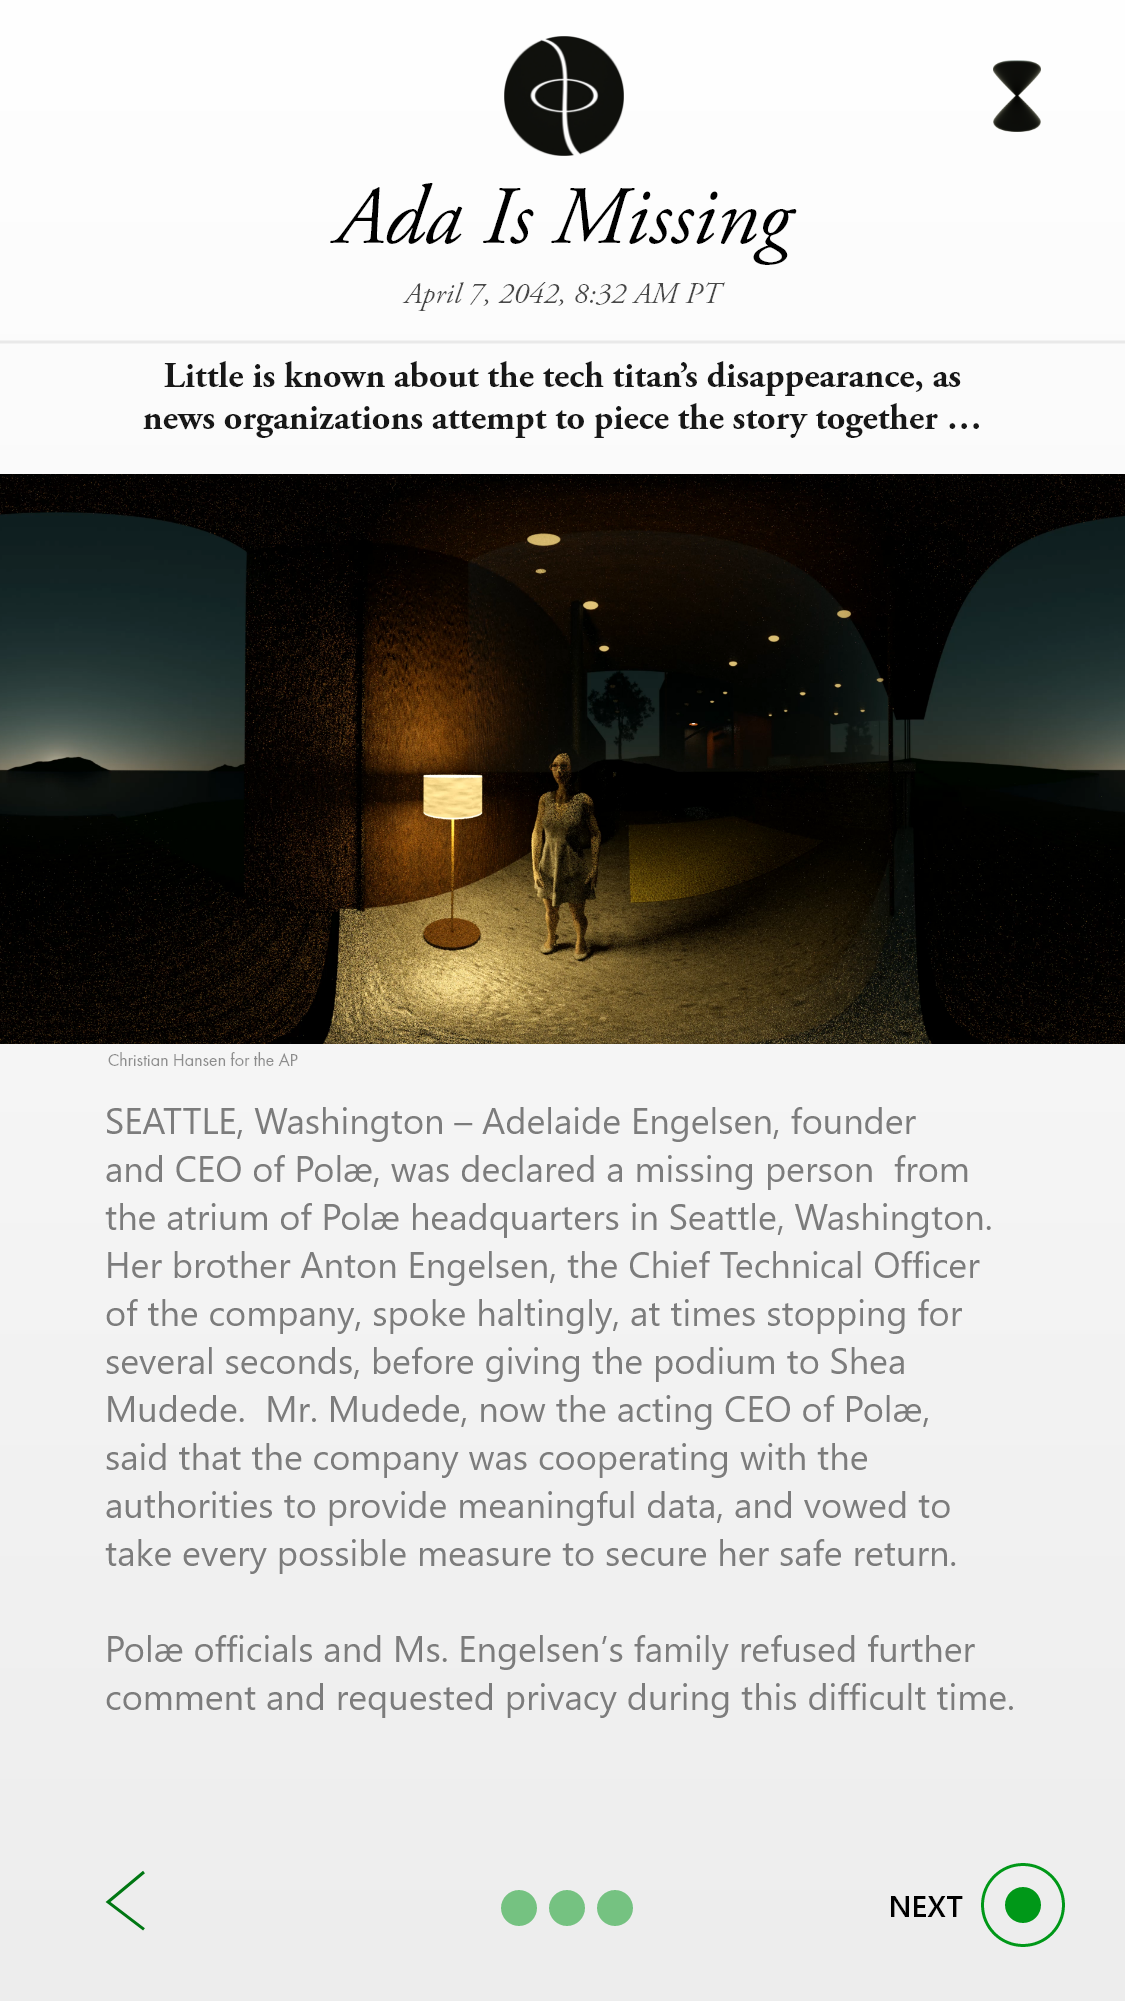 Ada Is Missing
April 7, 2042, 8:32 AM PT
Little is known about the tech titan’s disappearance, as
news organizations attempt to piece the story together …
Christian Hansen for the AP
SEATTLE, Washington – Adelaide Engelsen, founder
and CEO of Polæ, was declared a missing person  from
the atrium of Polæ headquarters in Seattle, Washington.
Her brother Anton Engelsen, the Chief Technical Officer
of the company, spoke haltingly, at times stopping for
several seconds, before giving the podium to Shea
Mudede.  Mr. Mudede, now the acting CEO of Polæ,
said that the company was cooperating with the
authorities to provide meaningful data, and vowed to
take every possible measure to secure her safe return.
Polæ officials and Ms. Engelsen’s family refused further
comment and requested privacy during this difficult time.
NEXT